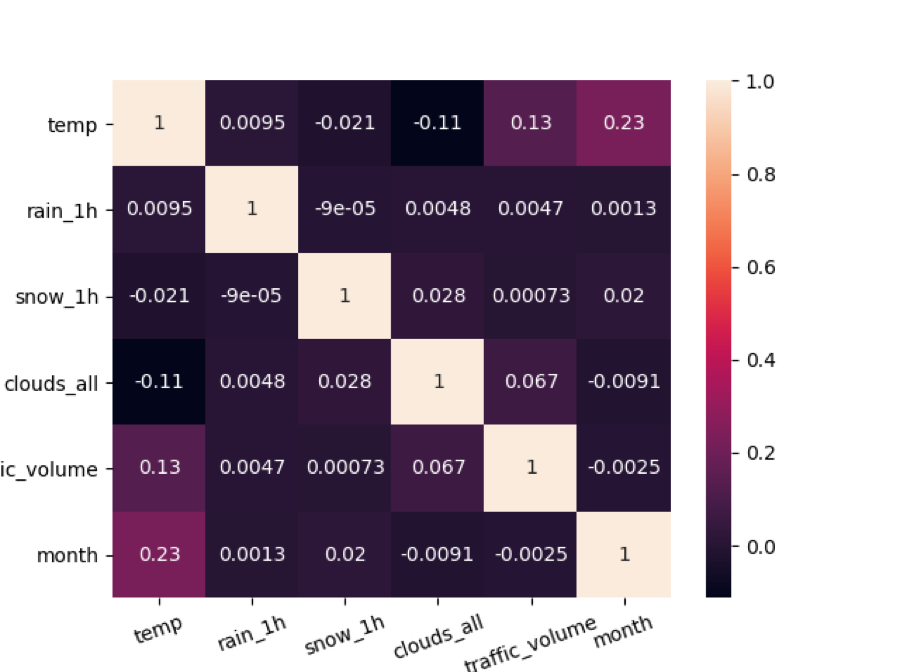 temp 1 0.0095 -0.021 -0.11 0.13 0.23
rain_1h 0.0095 1 -9e-05 0.0048 0.0047 0.0013
snow_1h -0.021 -9e-05 1 0.028 0.00073 0.02
clouds_all -0.11 0.0048 0.028 1 0.067 -0.0091
ic_volume 0.13 0.0047 0.00073 0.067 1 -0.0025
month 0.23 0.0013 0.02 -0.0091 -0.0025 1
temp rain_1h snow_1h clouds_all traffic_volume month
1.0
0.8
0.6
0.4
0.2
0.0